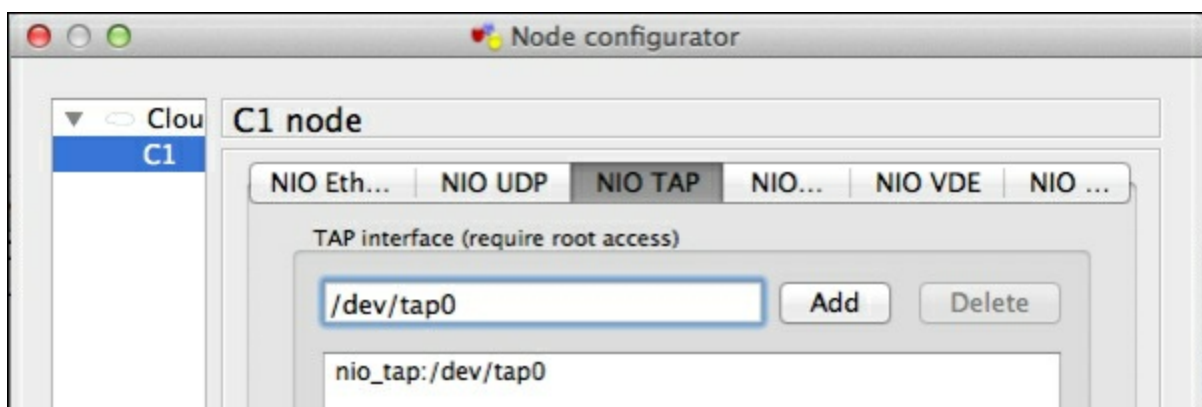 Node configurator
Clou
C1
C1 node
NIO Eth... NIO UDP NIO TAP NIO... NIO VDE NIO ...
TAP interface (require root access)
/dev/tap0 Add Delete
nio_tap:/dev/tap0